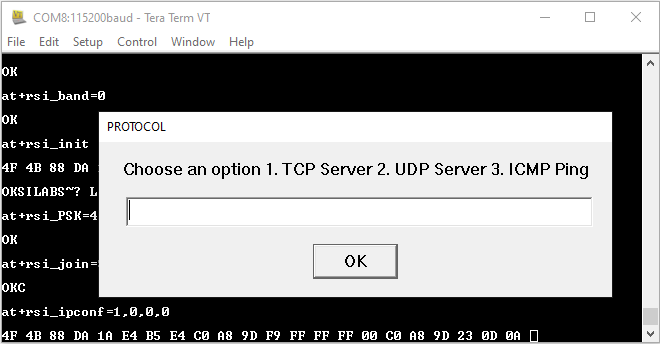 COM8:115200baud - Tera Term VT
File Edit Setup Control Window Help
OK
at+rsi_band=0
OK
at+rsi_init
4F 4B 88 DA
OKSILABS~? L
at+rsi_PSK=4
OK
at+rsi_join=
OKC
at+rsi_ipconf=1,0,0,0
4F 4B 88 DA 1A E4 B5 E4 C0 A8 9D F9 FF FF FF 00 C0 A8 9D 23 0D 0A
PROTOCOL
Choose an option 1. TCP Server 2. UDP Server 3. ICMP Ping
OK